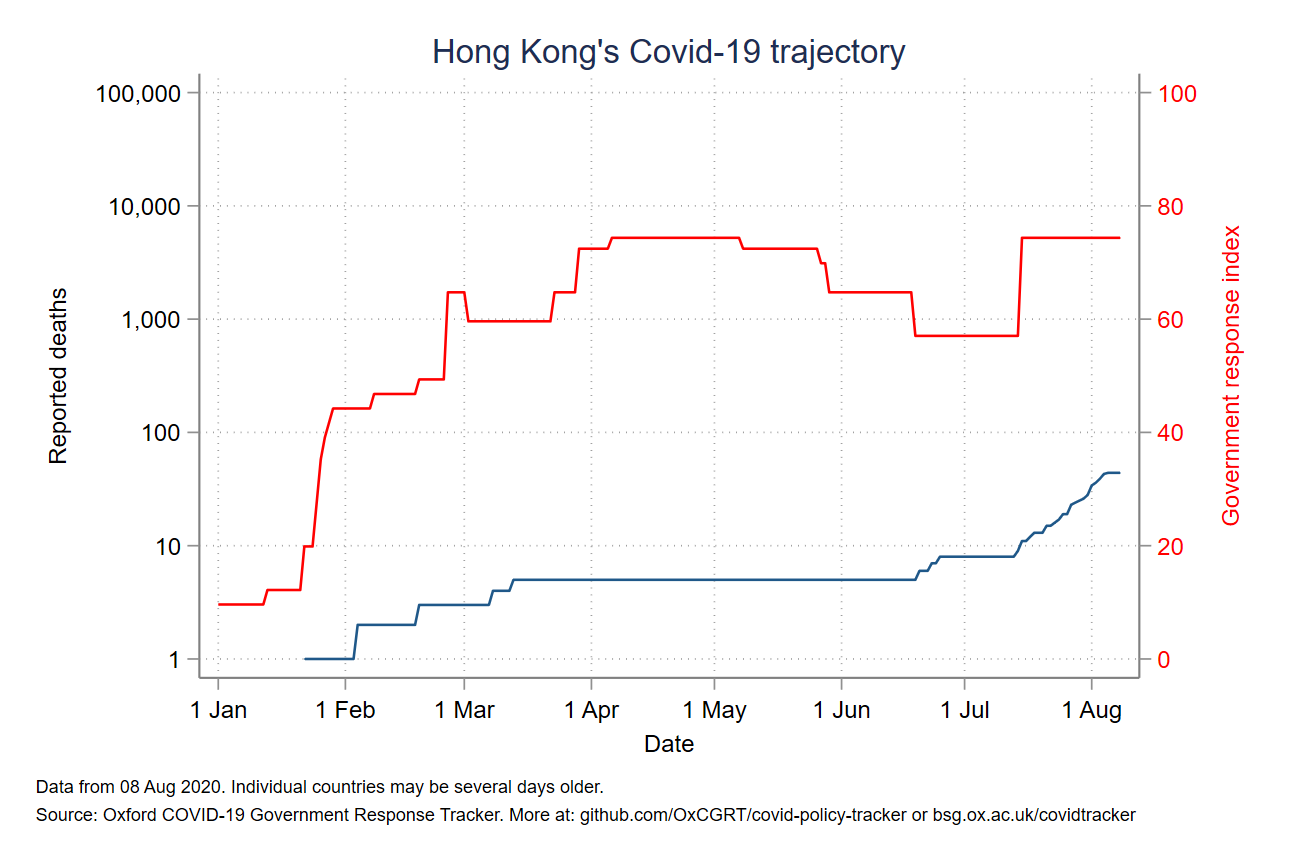 Hong Kong's Covid-19 trajectory
100,000
10,000
1,000
100
10
1
Reported deaths
100
80
60
40
20
0
Government response index
1 Jan
1 Feb
1 Mar
1 Apr
1 May
1 Jun
1 Jul
1 Aug
Date
Data from 08 Aug 2020. Individual countries may be several days older.
Source: Oxford COVID-19 Government Response Tracker. More at: github.com/OxCGRT/covid-policy-tracker or bsg.ox.ac.uk/covidtracker